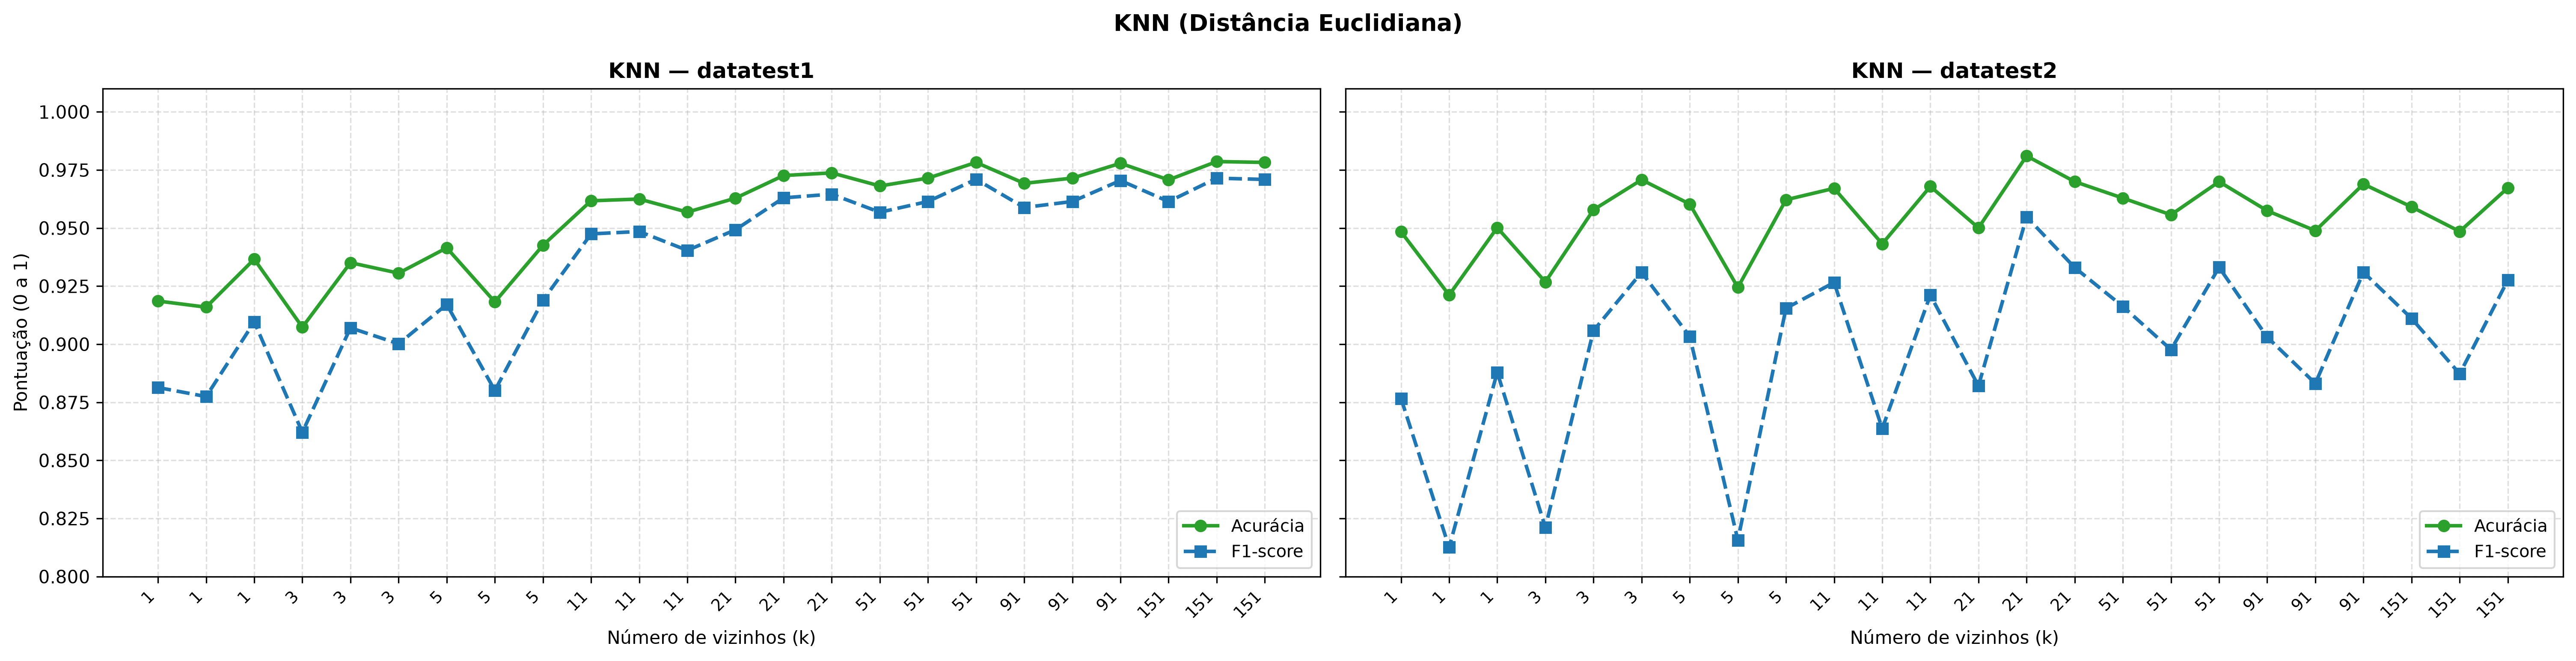 KNN (Distância Euclidiana)
KNN — datatest1
Pontuação (0 a 1)
1.000
0.975
0.950
0.925
0.900
0.875
0.850
0.825
0.800
1 1 1 3 3 3 5 5 5 11 11 11 21 21 21 51 51 51 91 91 91 151 151 151
Número de vizinhos (k)
Acurácia
F1-score
KNN — datatest2
1 1 1 3 3 3 5 5 5 11 11 11 21 21 21 51 51 51 91 91 91 151 151 151
Número de vizinhos (k)
Acurácia
F1-score